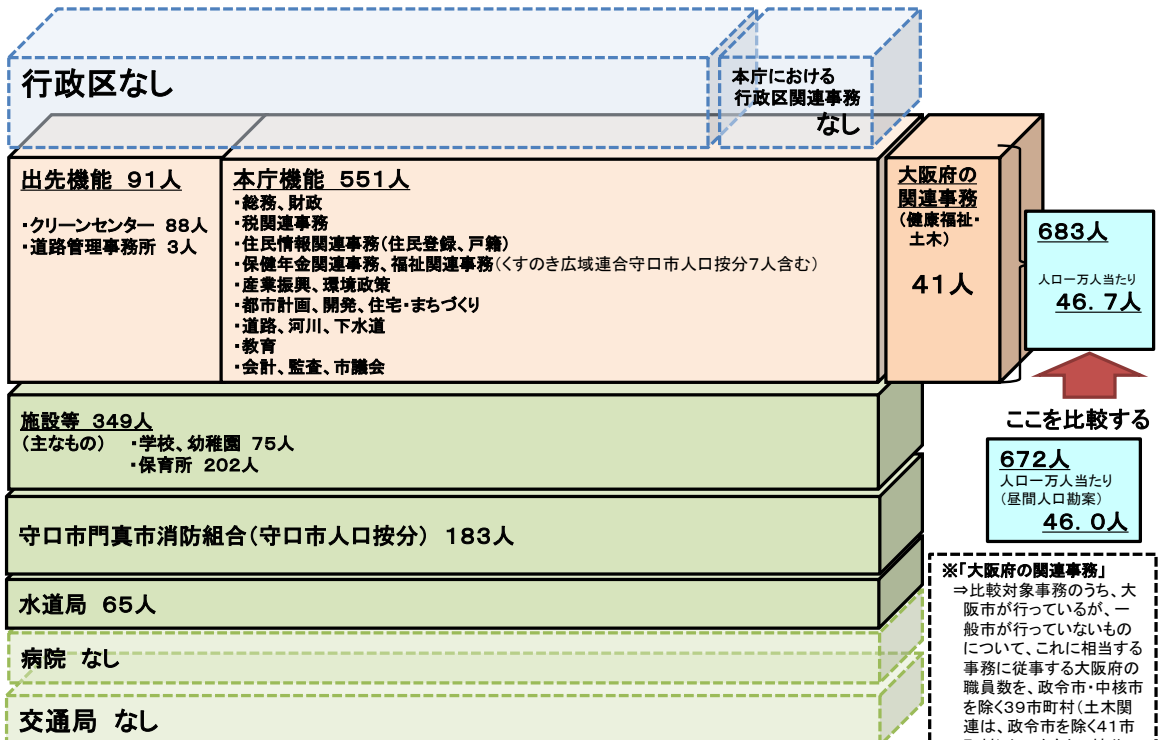 行政区なし
本庁における
行政区関連事務
なし
出先機能 91人
・クリーンセンター 88人
・道路管理事務所 3人
本庁機能 551人
・総務、財政
・税関連事務
・住民情報関連事務(住民登録、戸籍)
・保健年金関連事務、福祉関連事務(くすのき広域連合守口市人口按分7人含む)
・産業振興、環境政策
・都市計画、開発、住宅・まちづくり
・道路、河川、下水道
・教育
・会計、監査、市議会
大阪府の
関連事務
(健康福祉・
土木)
41人
683人
人口一万人当たり
46.7人
ここを比較する
672人
人口一万人当たり
(昼間人口勘案)
46.0人
施設等 349人
(主なもの) ・学校、幼稚園 75人
・保育所 202人
守口市門真市消防組合(守口市人口按分) 183人
水道局 65人
病院 なし
交通局 なし
※「大阪府の関連事務」
⇒比較対象事務のうち、大
阪市が行っているが、一
般市が行っていないもの
について、これに相当する
事務に従事する大阪府の
職員数を、政令市・中核市
を除く39市町村(土木関
連は、政令市を除く41市